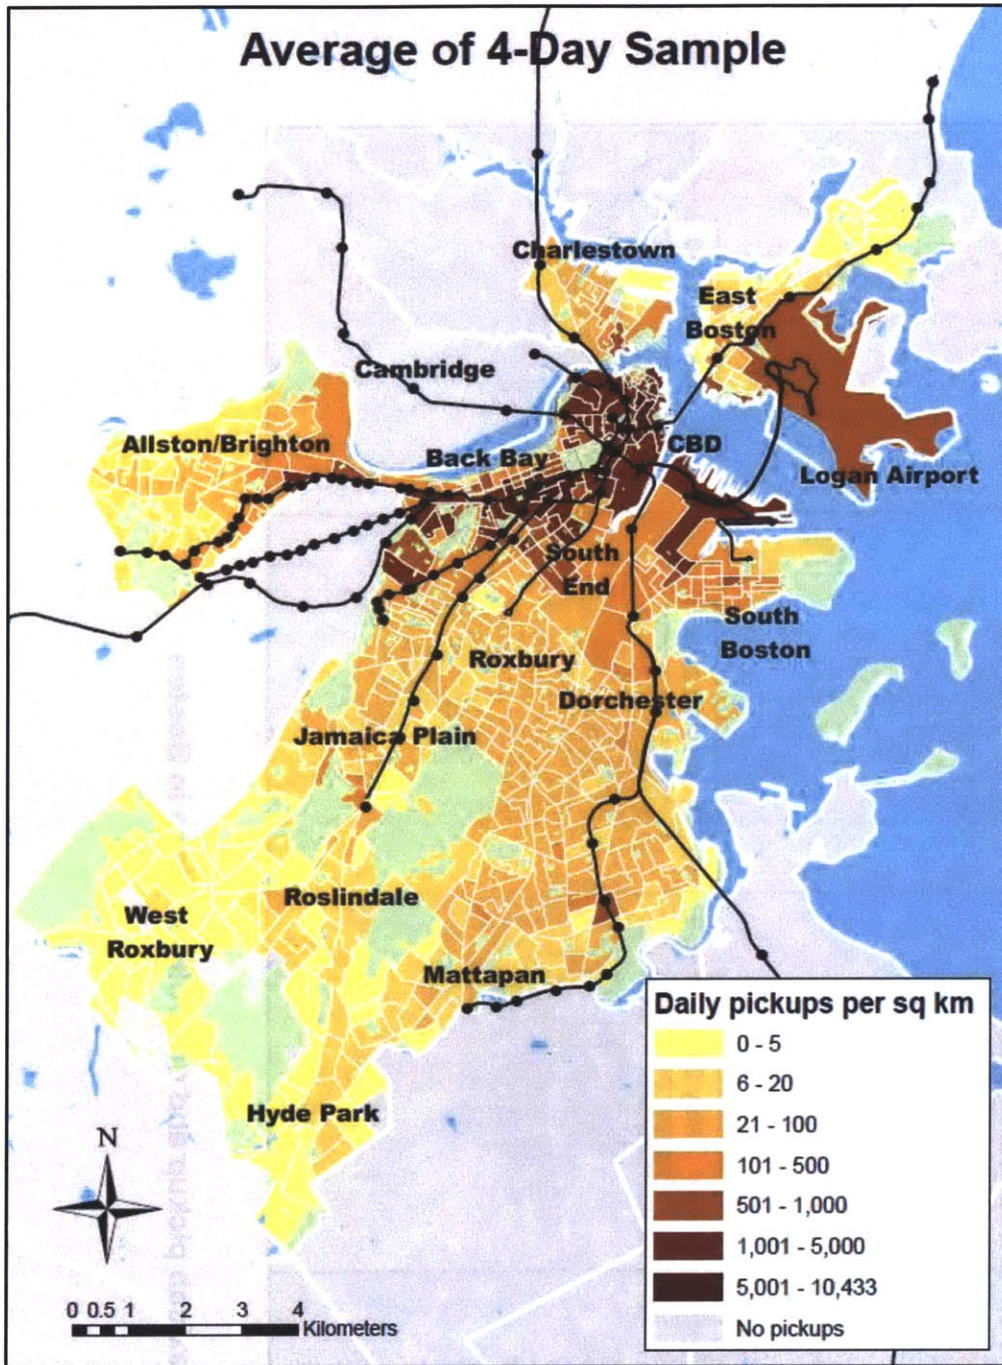 Average of 4-Day Sample
Charlestown
East
Boston
Cambridge
Allston/Brighton
Back Bay
CBD
Logan Airport
South
End
South
Boston
Roxbury
Dorchester
Jamaica Plain
Roslindale
West
Roxbury
Mattapan
Hyde Park
N
0 0.5 1 2 3 4
Kilometers
Daily pickups per sq km
0 - 5
6 - 20
21 - 100
101 - 500
501 - 1,000
1,001 - 5,000
5,001 - 10,433
No pickups